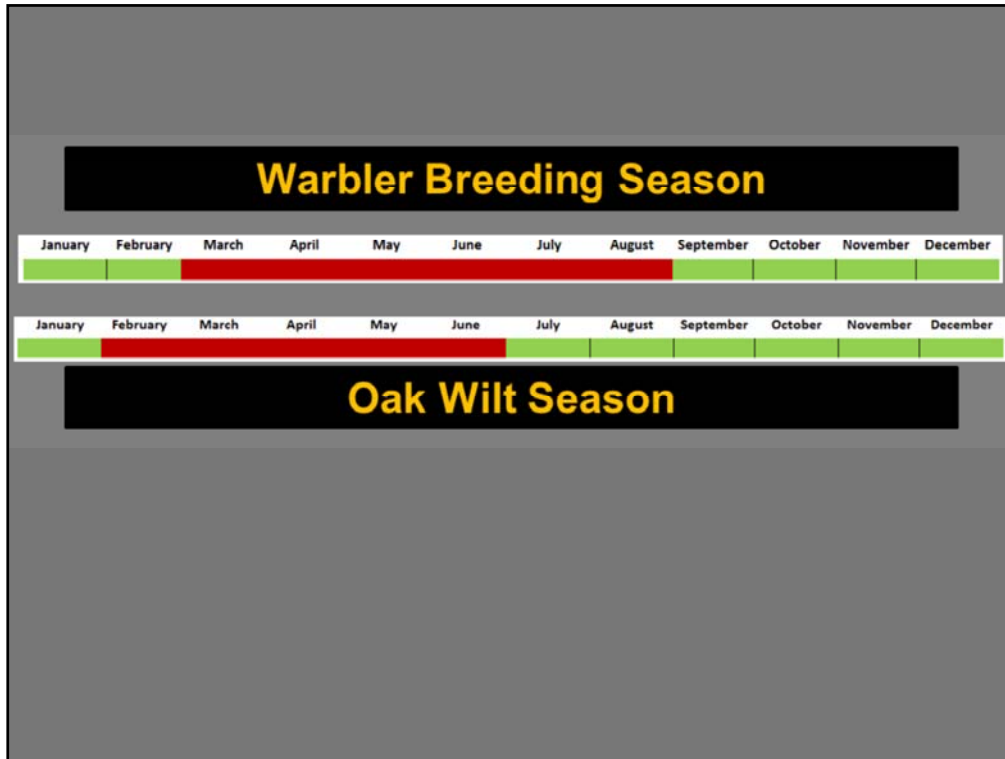 Warbler Breeding Season
January February March April May June July August September October November December
January February March April May June July August September October November December
Oak Wilt Season